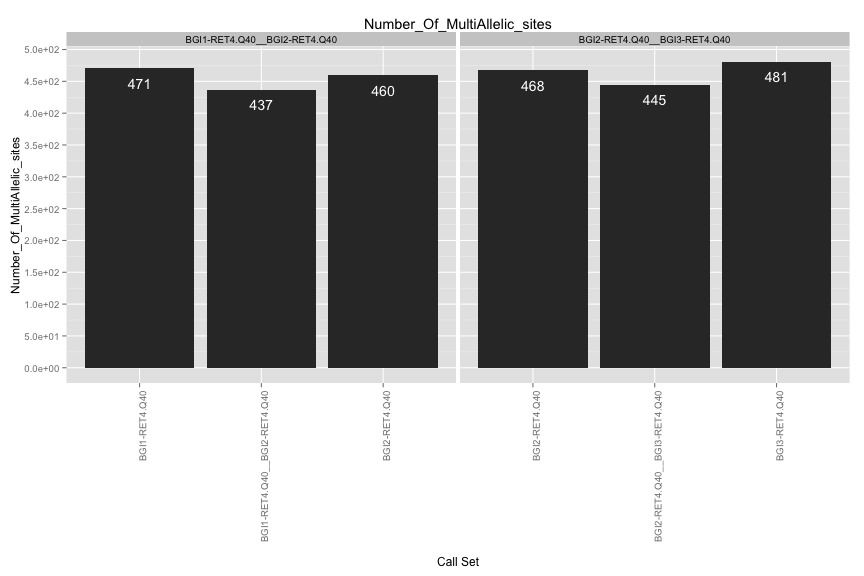 Number_Of_MultiAllelic_sites
BGI1-RET4.Q40__BGI2-RET4.Q40
BGI2-RET4.Q40__BGI3-RET4.Q40
Number_Of_MultiAllelic_sites
5.0e+02
4.5e+02
4.0e+02
3.5e+02
3.0e+02
2.5e+02
2.0e+02
1.5e+02
1.0e+02
5.0e+01
0.0e+00
471
437
460
468
445
481
BGI1-RET4.Q40
BGI1-RET4.Q40__BGI2-RET4.Q40
BGI2-RET4.Q40
BGI2-RET4.Q40
BGI2-RET4.Q40__BGI3-RET4.Q40
BGI3-RET4.Q40
Call Set